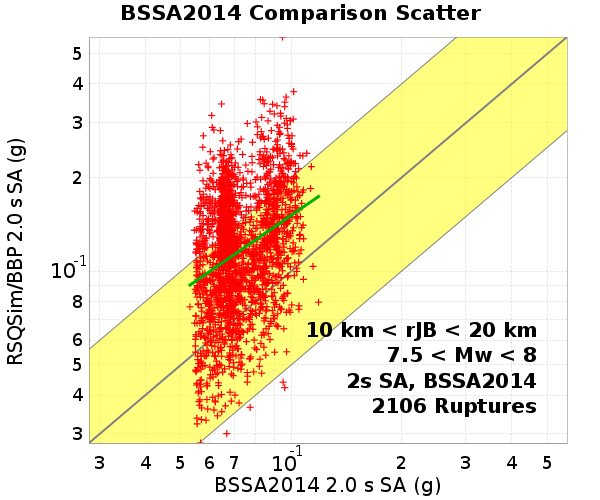 BSSA2014 Comparison Scatter
RSQSim/BBP 2.0 s SA (g)
5
4
3
2
10⁻¹
8
6
5
4
3
10 km < rJB < 20 km
7.5 < Mw < 8
2s SA, BSSA2014
2106 Ruptures
3 4 5 6 7 10⁻¹ 2 3 4 5
BSSA2014 2.0 s SA (g)